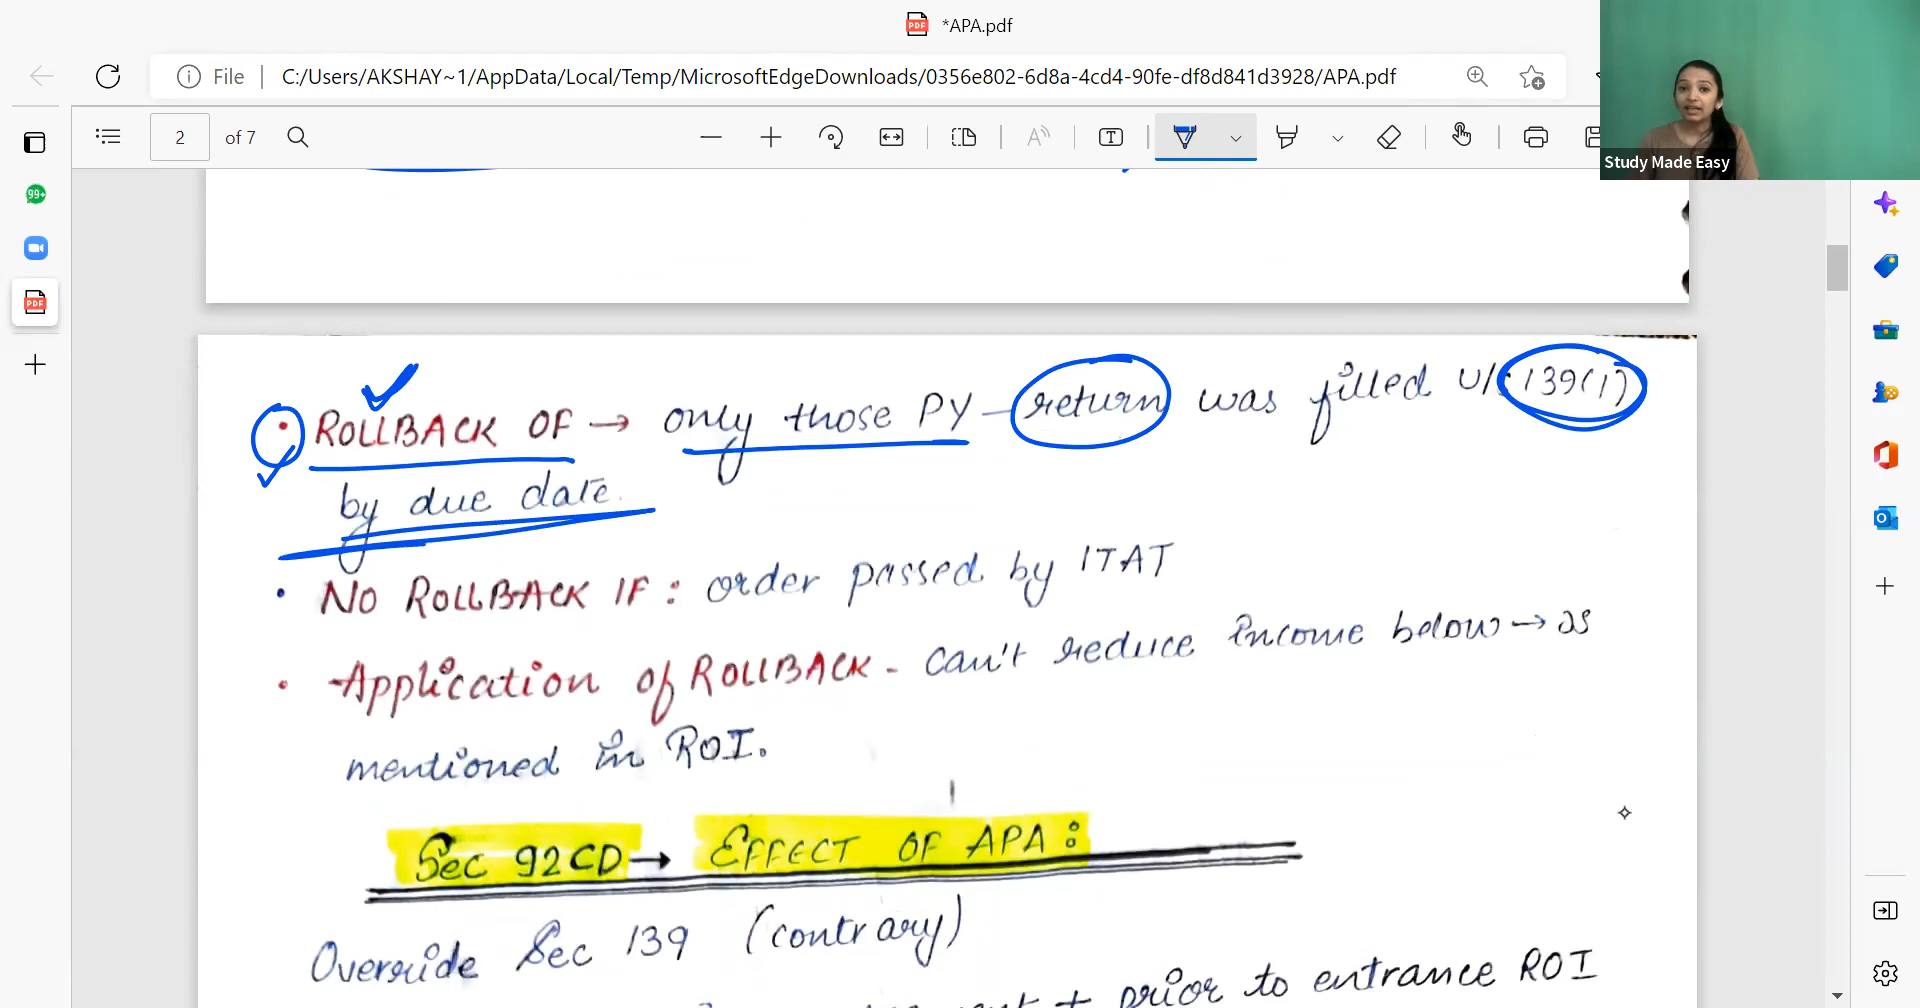 *APA.pdf
File
C:/Users/AKSHAY~1/AppData/Local/Temp/MicrosoftEdgeDownloads/0356e802-6d8a-4cd4-90fe-df8d841d3928/APA.pdf
2 of 7
Study Made Easy
99+
PDF
• ROLLBACK OF → only those PY - return was filled U/s 139(1)
by due date.
• NO ROLLBACK IF : order passed by ITAT
• Application of ROLLBACK - can't reduce income below → as
mentioned in ROI.
Sec 92CD → EFFECT OF APA :
Override Sec 139 (contrary)
+ prior to entrance ROI